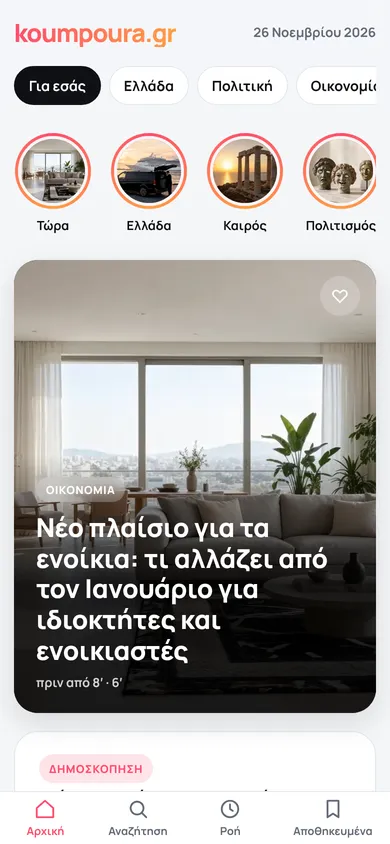 koumpoura.gr
26 Νοεμβρίου 2026
Για εσάς
Ελλάδα
Πολιτική
Τώρα
Ελλάδα
Καιρός
Πολιτισμός
ΟΙΚΟΝΟΜΙΑ
Νέο πλαίσιο για τα
ενοίκια: τι αλλάζει από
τον Ιανουάριο για
ιδιοκτήτες και
ενοικιαστές
πριν από 8′ · 6′
ΔΗΜΟΣΚΟΠΗΣΗ
Αρχική
Αναζήτηση
Ροή
Αποθηκευμένα